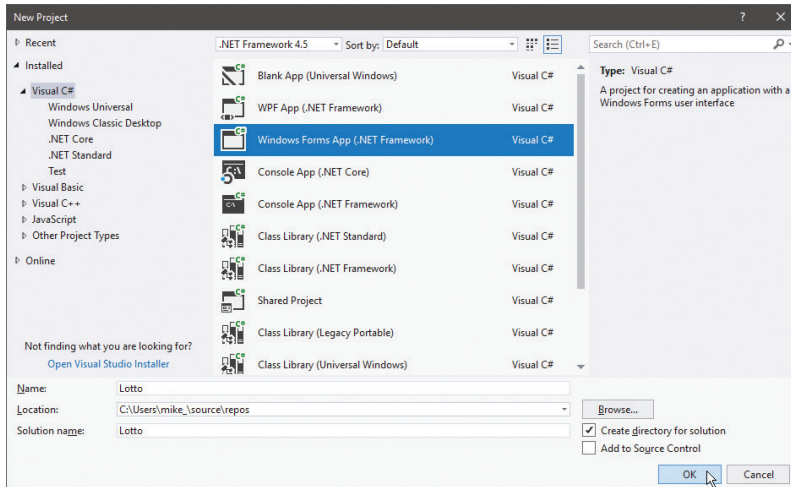 New Project
?
Recent
Installed
Visual C#
Windows Universal
Windows Classic Desktop
.NET Core
.NET Standard
Test
Visual Basic
Visual C++
JavaScript
Other Project Types
Online
Not finding what you are looking for?
Open Visual Studio Installer
.NET Framework 4.5 Sort by: Default
Blank App (Universal Windows) Visual C#
WPF App (.NET Framework) Visual C#
Windows Forms App (.NET Framework) Visual C#
Console App (.NET Core) Visual C#
Console App (.NET Framework) Visual C#
Class Library (.NET Standard) Visual C#
Class Library (.NET Framework) Visual C#
Shared Project Visual C#
Class Library (Legacy Portable) Visual C#
Class Library (Universal Windows) Visual C#
Search (Ctrl+E)
Type: Visual C#
A project for creating an application with a
Windows Forms user interface
Name: Lotto
Location: C:\Users\mike_\source\repos Browse...
Solution name: Lotto Create directory for solution
Add to Source Control
OK Cancel